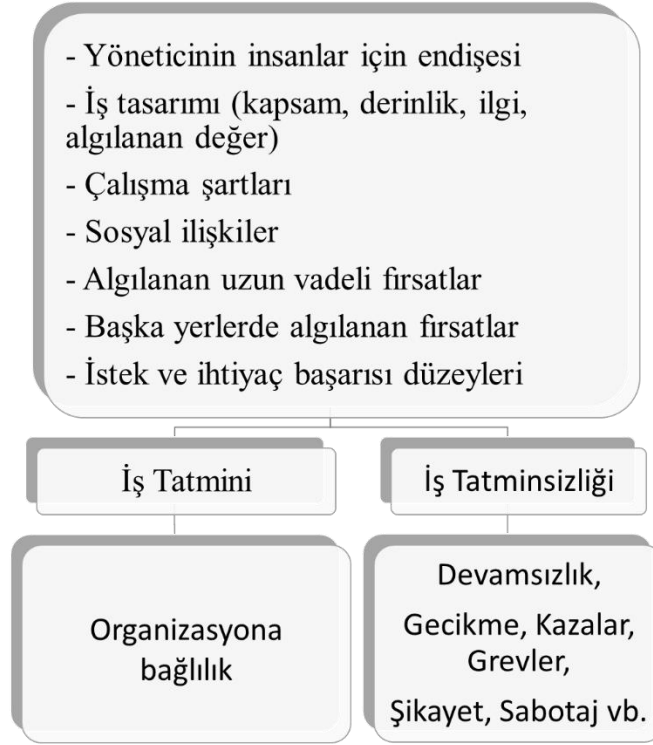 - Yöneticinin insanlar için endişesi
- İş tasarımı (kapsam, derinlik, ilgi,
algılanan değer)
- Çalışma şartları
- Sosyal ilişkiler
- Algılanan uzun vadeli fırsatlar
- Başka yerlerde algılanan fırsatlar
- İstek ve ihtiyaç başarısı düzeyleri
İş Tatmini
İş Tatminsizliği
Organizasyona
bağlılık
Devamsızlık,
Gecikme, Kazalar,
Grevler,
Şikayet, Sabotaj vb.